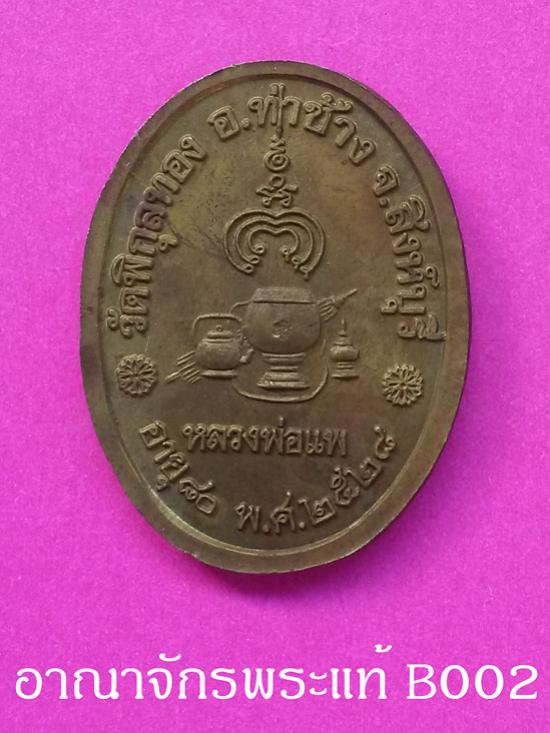 วัดพิกุลทอง อ.ท่าช้าง จ.สิงห์บุรี
หลวงพ่อแพ
อายุ ๘๐ พ.ศ.๒๕๒๘
อาณาจักรพระแท้ B002